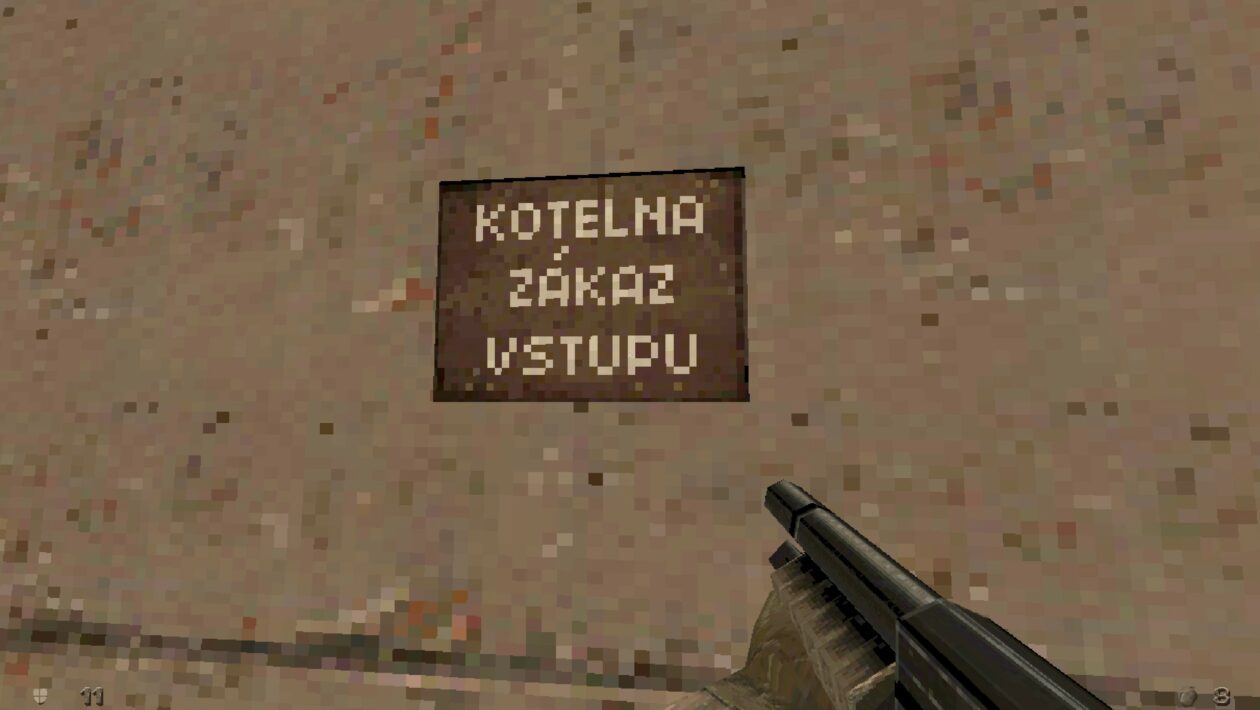 KOTELNA
ZÁKAZ
VSTUPU
11
8